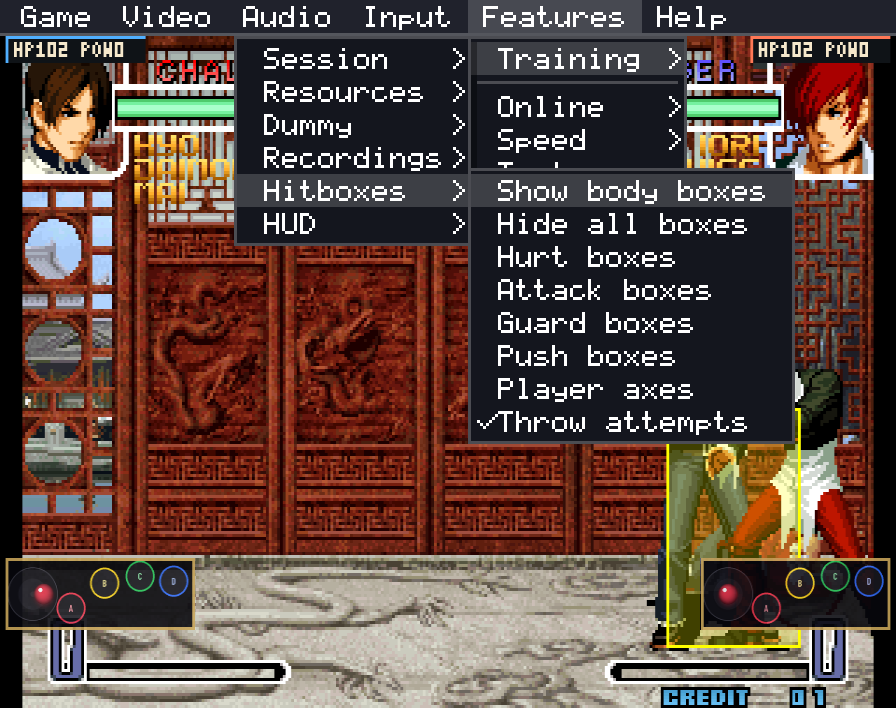 Game Video Audio Input Features Help
HP102 POW0
HP102 POW0
Session >
Resources >
Dummy >
Recordings >
Hitboxes >
HUD >
Training >
Online >
Speed >
Show body boxes
Hide all boxes
Hurt boxes
Attack boxes
Guard boxes
Push boxes
Player axes
✓Throw attempts
DAIMON
MAI
A B C D
A B C D
CREDIT 01